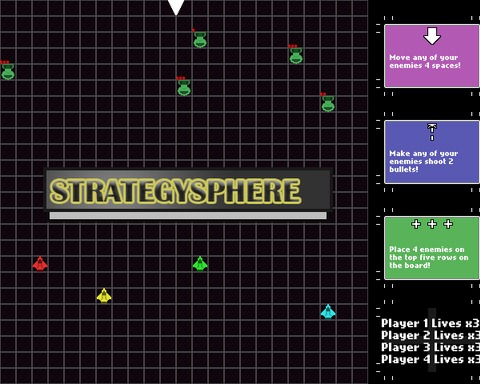 Move any of your
enemies 4 spaces!
STRATEGYSPHERE
Make any of your
enemies shoot 2
bullets!
Place 4 enemies on
the top five rows on
the board!
Player 1 Lives x3
Player 2 Lives x3
Player 3 Lives x3
Player 4 Lives x3